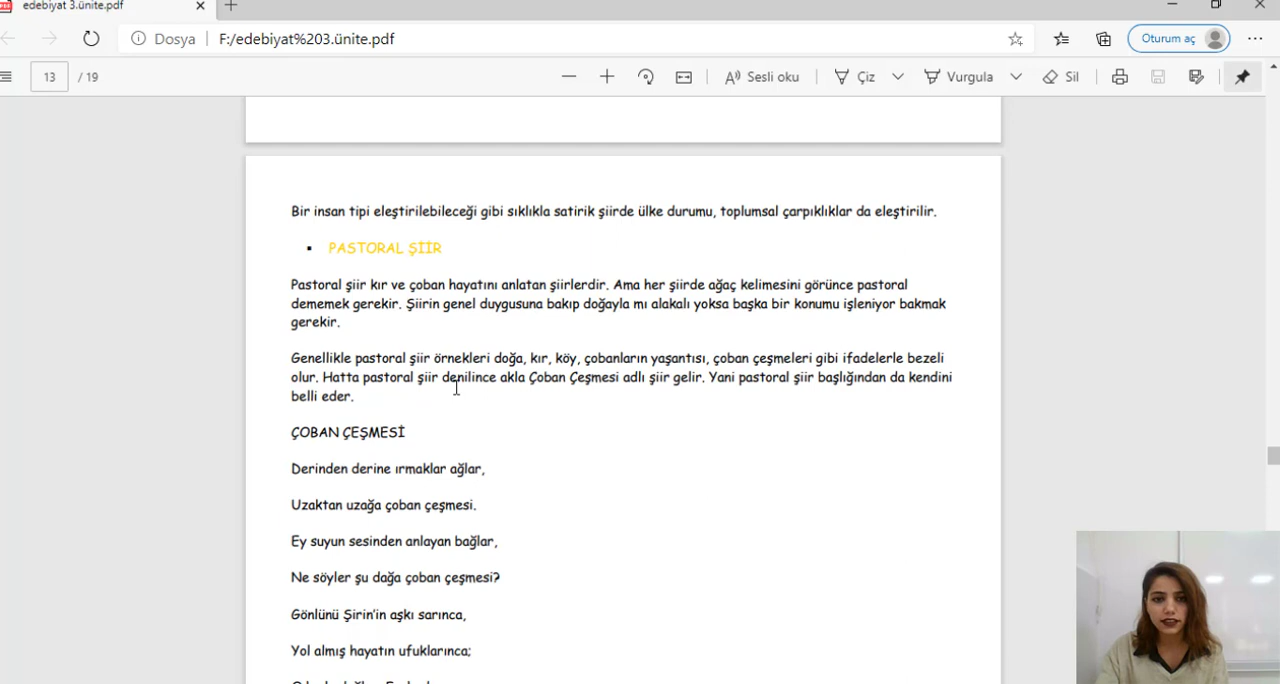 edebiyat 3.ünite.pdf
Dosya
F:/edebiyat%203.ünite.pdf
Oturum aç
13 / 19
Sesli oku
Çiz
Vurgula
Sil
Bir insan tipi eleştirilebileceği gibi sıklıkla satirik şiirde ülke durumu, toplumsal çarpıklıklar da eleştirilir.
PASTORAL ŞİİR
Pastoral şiir kır ve çoban hayatını anlatan şiirlerdir. Ama her şiirde ağaç kelimesini görünce pastoral
dememek gerekir. Şiirin genel duygusuna bakıp doğayla mı alakalı yoksa başka bir konumu işleniyor bakmak
gerekir.
Genellikle pastoral şiir örnekleri doğa, kır, köy, çobanların yaşantısı, çoban çeşmeleri gibi ifadelerle bezeli
olur. Hatta pastoral şiir denilince akla Çoban Çeşmesi adlı şiir gelir. Yani pastoral şiir başlığından da kendini
belli eder.
ÇOBAN ÇEŞMESİ
Derinden derine ırmaklar ağlar,
Uzaktan uzağa çoban çeşmesi.
Ey suyun sesinden anlayan bağlar,
Ne söyler şu dağa çoban çeşmesi?
Gönlünü Şirin'in aşkı sarınca,
Yol almış hayatın ufuklarınca;